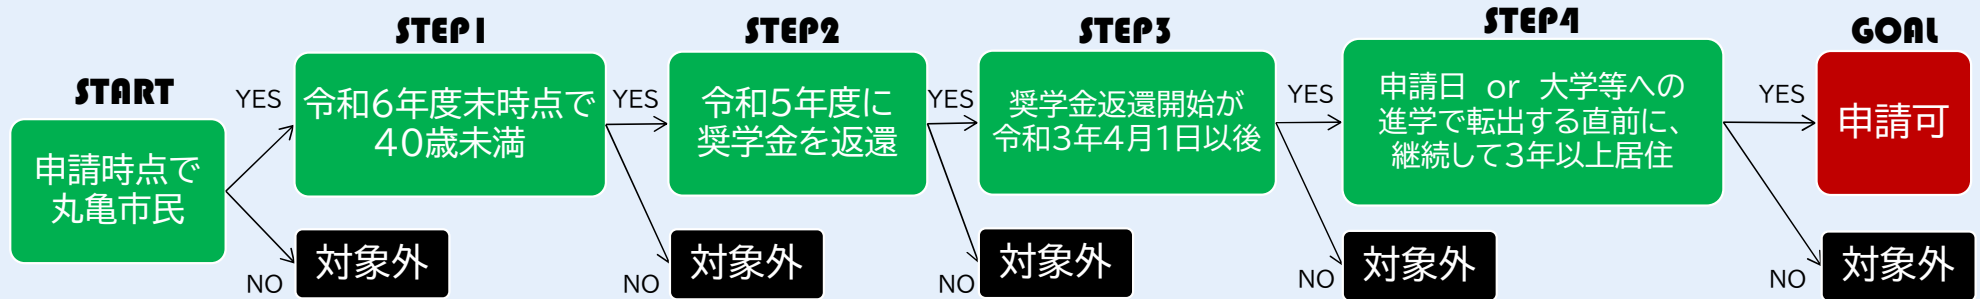 START
申請時点で
丸亀市民
YES
NO
対象外
STEP1
令和6年度末時点で
40歳未満
YES
NO
対象外
STEP2
令和5年度に
奨学金を返還
YES
NO
対象外
STEP3
奨学金返還開始が
令和3年4月1日以後
YES
NO
対象外
STEP4
申請日 or 大学等への
進学で転出する直前に、
継続して3年以上居住
YES
NO
対象外
GOAL
申請可